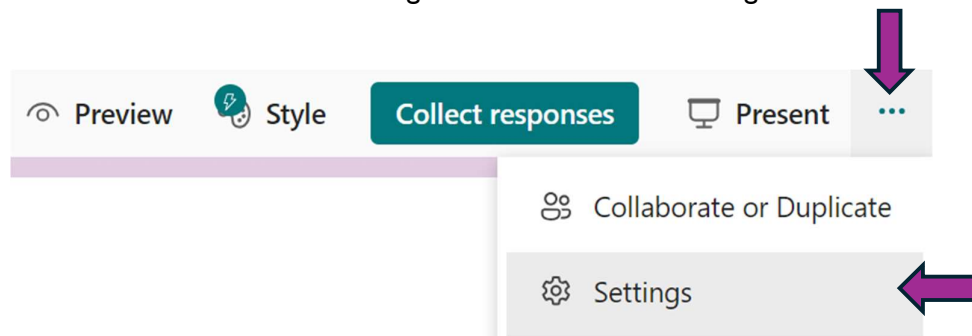 Preview Style Collect responses Present ...
Collaborate or Duplicate
Settings